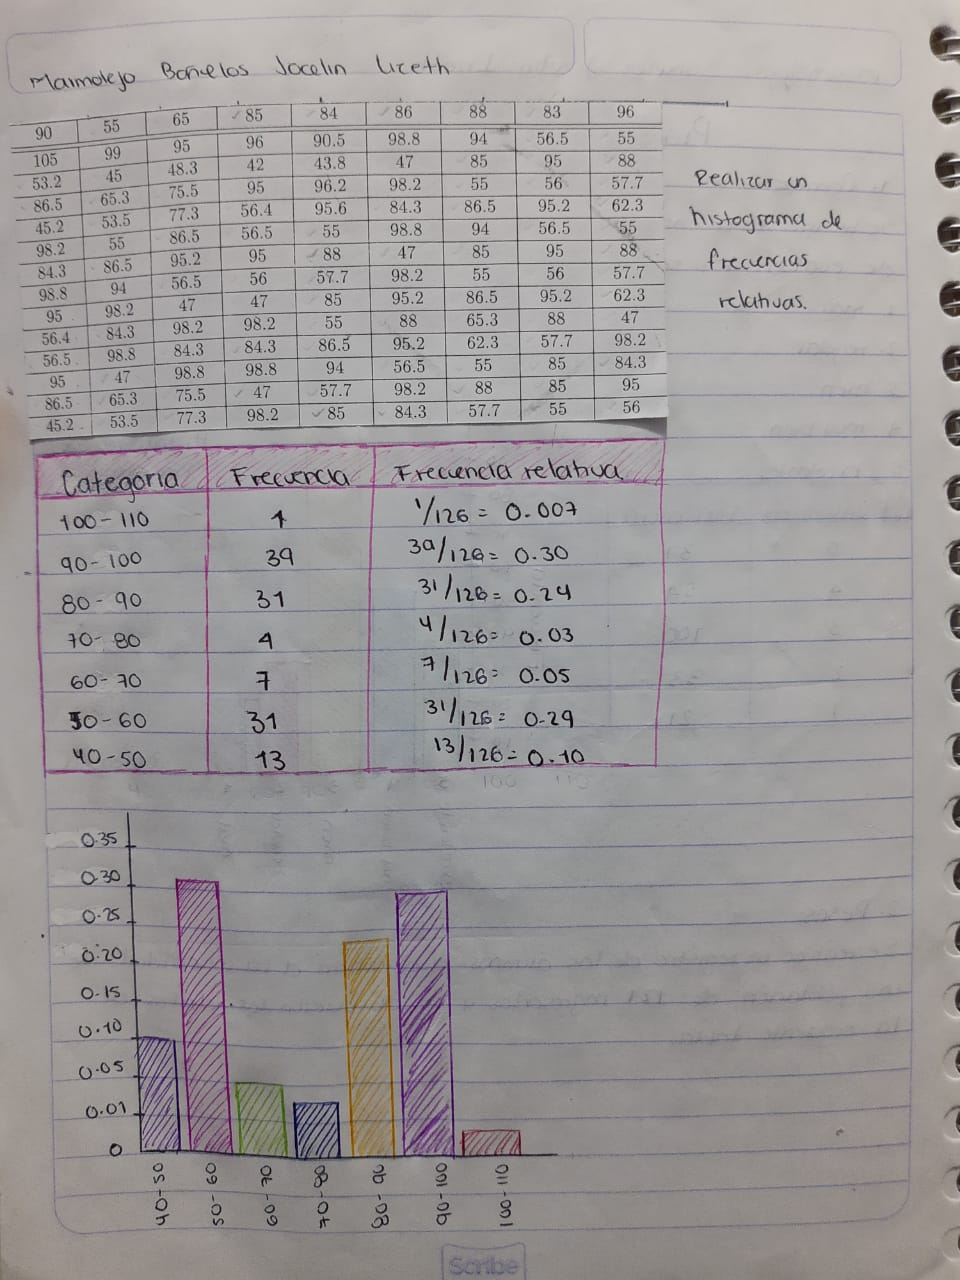 Marmolejo Bañelos Jocelin Liceth
90 55 65 85 84 86 88 83 96
105 99 95 96 90.5 98.8 94 56.5 55
53.2 45 48.3 42 43.8 47 85 95 88
86.5 65.3 75.5 95 96.2 98.2 55 56 57.7
45.2 53.5 77.3 56.4 95.6 84.3 86.5 95.2 62.3
98.2 55 86.5 56.5 55 98.8 94 56.5 55
84.3 86.5 95.2 95 88 47 85 95 88
98.8 94 56.5 56 57.7 98.2 55 56 57.7
95 98.2 47 47 85 95.2 86.5 95.2 62.3
56.4 84.3 98.2 98.2 55 88 65.3 88 47
56.5 98.8 84.3 84.3 86.5 95.2 62.3 57.7 98.2
95 47 98.8 98.8 94 56.5 55 85 84.3
86.5 65.3 75.5 47 57.7 98.2 88 85 95
45.2 53.5 77.3 98.2 85 84.3 57.7 55 56
Realizar un
histograma de
frecuencias
relativas.
Categoria Frecuencia Frecuencia relativa
100-110 1 1/126= 0.007
90-100 39 39/126= 0.30
80-90 31 31/126= 0.24
70-80 4 4/126= 0.03
60-70 7 7/126= 0.05
50-60 31 31/126= 0.29
40-50 13 13/126= 0.10
0.35
0.30
0.25
0.20
0.15
0.10
0.05
0.01
0
40-50 50-60 60-70 70-80 80-90 90-100 100-110
Scribe